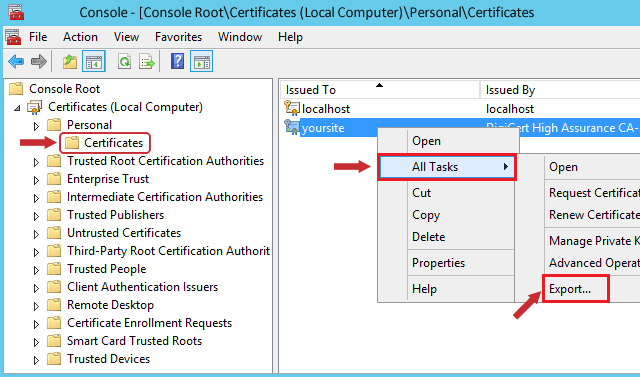 Console - [Console Root\Certificates (Local Computer)\Personal\Certificates
File Action View Favorites Window Help
Console Root
Certificates (Local Computer)
Personal
Certificates
Trusted Root Certification Authorities
Enterprise Trust
Intermediate Certification Authorities
Trusted Publishers
Untrusted Certificates
Third-Party Root Certification Authorit
Trusted People
Client Authentication Issuers
Remote Desktop
Certificate Enrollment Requests
Smart Card Trusted Roots
Trusted Devices
Issued To Issued By
localhost localhost
yoursite DigiCert High Assurance CA-
Open
All Tasks
Cut
Copy
Delete
Properties
Help
Open
Request Certifica
Renew Certificate
Manage Private K
Advanced Operat
Export...